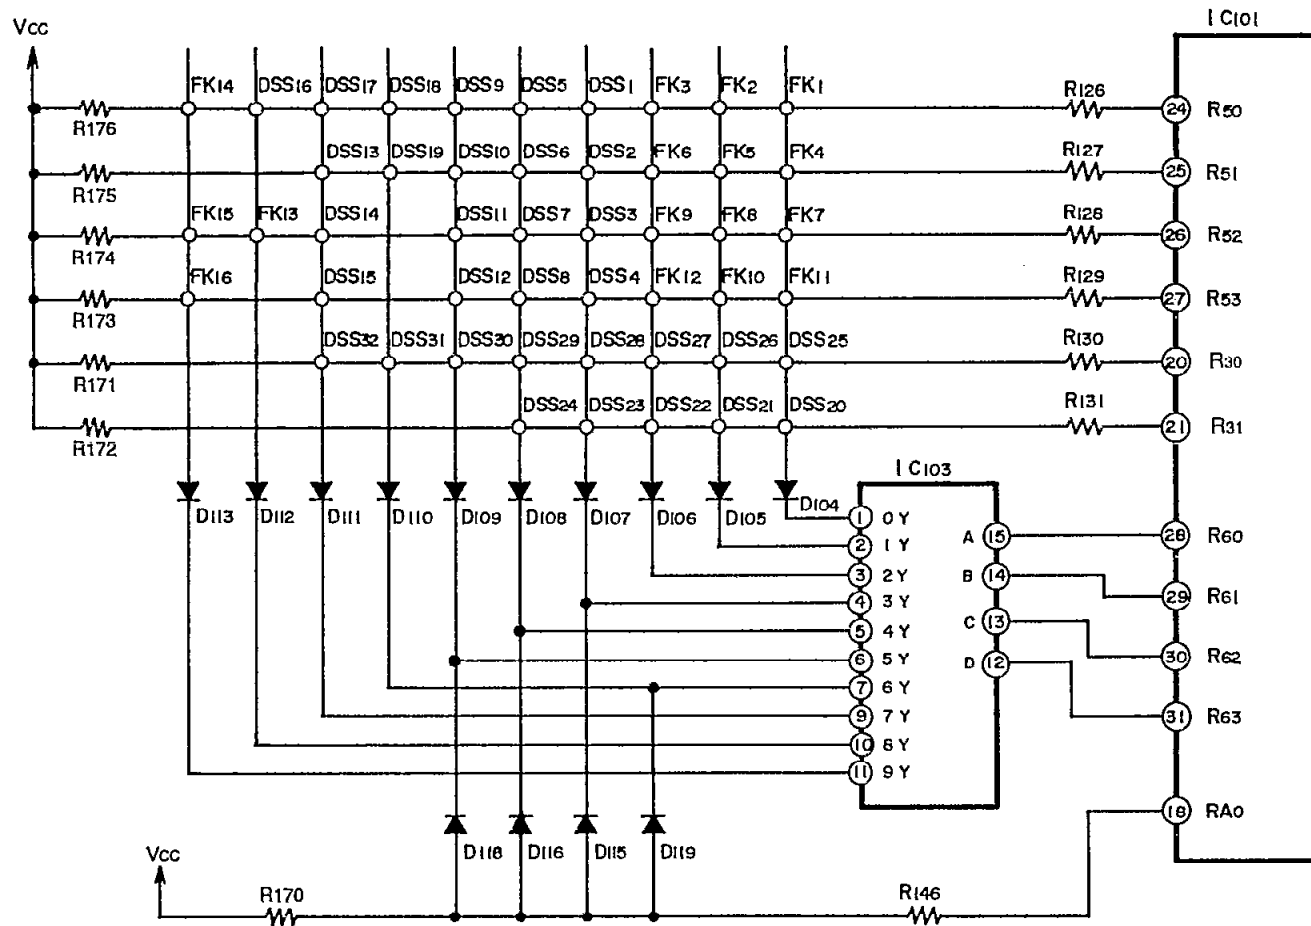 IC101
Vcc
FK14 DSS16 DSS17 DSS18 DSS9 DSS5 DSS1 FK3 FK2 FK1
R176 R126 24 R50
DSS13 DSS19 DSS10 DSS6 DSS2 FK6 FK5 FK4
R175 R127 25 R51
FK15 FK13 DSS14 DSS11 DSS7 DSS3 FK9 FK8 FK7
R174 R128 26 R52
FK16 DSS15 DSS12 DSS8 DSS4 FK12 FK10 FK11
R173 R129 27 R53
DSS32 DSS31 DSS30 DSS29 DSS28 DSS27 DSS26 DSS25
R171 R130 20 R30
DSS24 DSS23 DSS22 DSS21 DSS20
R172 R131 21 R31
IC103
D113 D112 D111 D110 D109 D108 D107 D106 D105 D104
1 0Y
2 1Y
3 2Y
4 3Y
5 4Y
6 5Y
7 6Y
9 7Y
10 8Y
11 9Y
A 15 28 R60
B 14 29 R61
C 13 30 R62
D 12 31 R63
18 RA0
D118 D116 D115 D119
Vcc
R170 R146